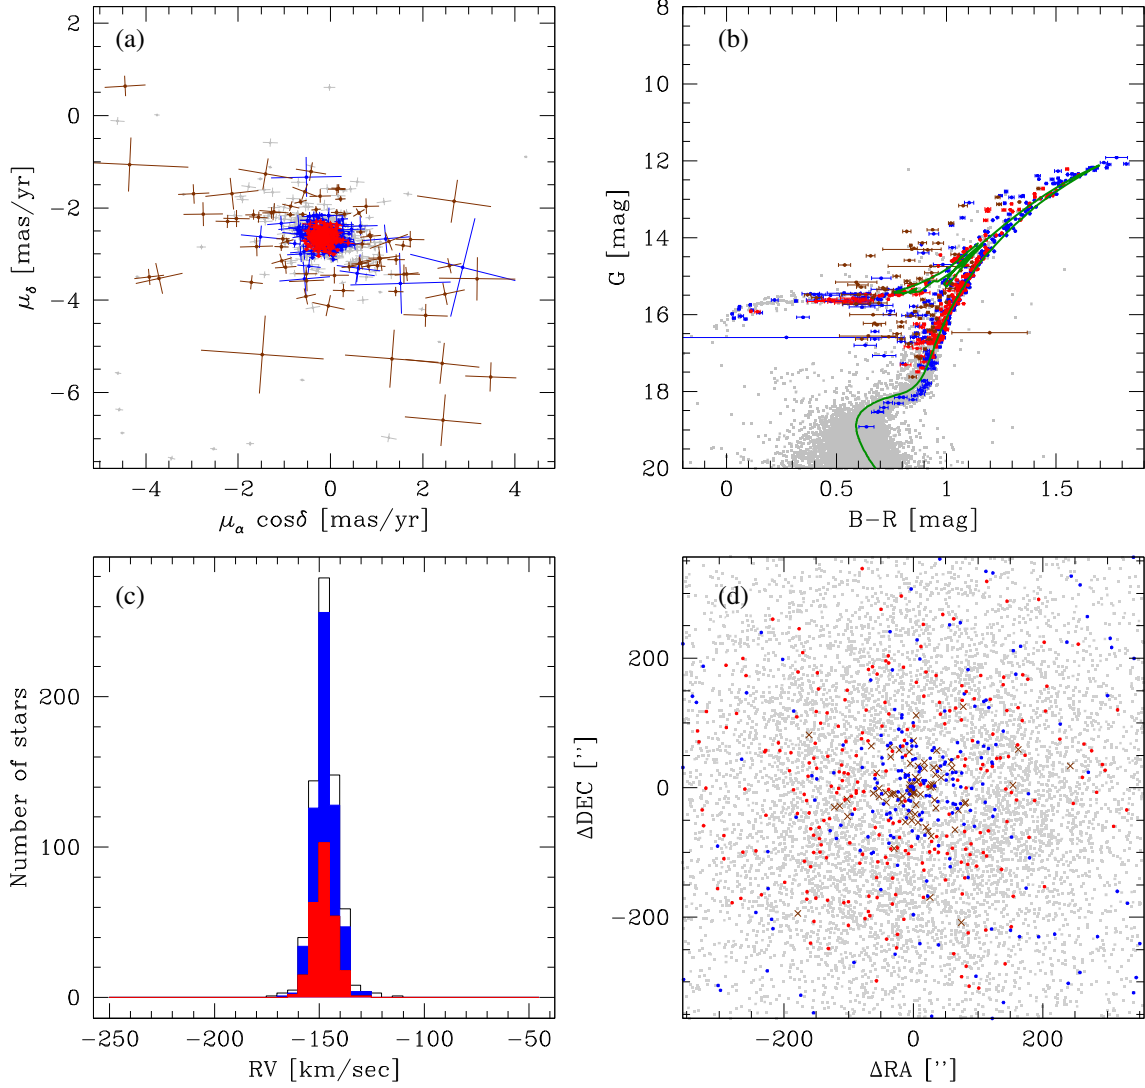 (a)
2
0
−2
−4
−6
μδ [mas/yr]
−4 −2 0 2 4
μα cosδ [mas/yr]
(b)
8
10
12
14
16
18
20
G [mag]
0 0.5 1 1.5
B−R [mag]
(c)
200
100
0
Number of stars
−250 −200 −150 −100 −50
RV [km/sec]
(d)
200
0
−200
ΔDEC ['']
−200 0 200
ΔRA ['']